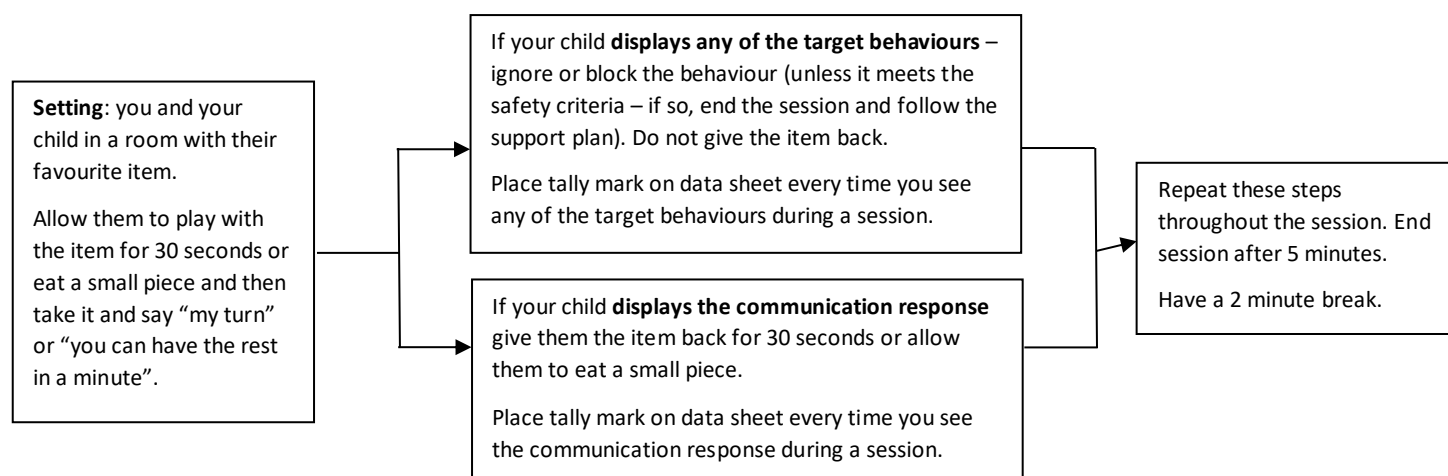 Setting: you and your
child in a room with their
favourite item.
Allow them to play with
the item for 30 seconds or
eat a small piece and then
take it and say “my turn”
or “you can have the rest
in a minute”.
If your child displays any of the target behaviours –
ignore or block the behaviour (unless it meets the
safety criteria – if so, end the session and follow the
support plan). Do not give the item back.
Place tally mark on data sheet every time you see
any of the target behaviours during a session.
If your child displays the communication response
give them the item back for 30 seconds or allow
them to eat a small piece.
Place tally mark on data sheet every time you see
the communication response during a session.
Repeat these steps
throughout the session. End
session after 5 minutes.
Have a 2 minute break.